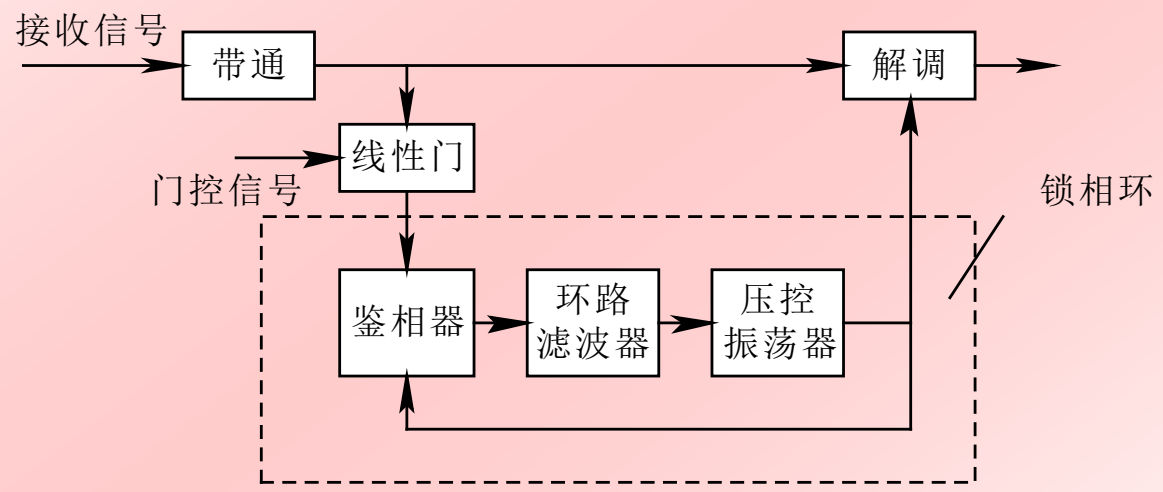 接收信号
带通
解调
线性门
门控信号
锁相环
鉴相器
环路
滤波器
压控
振荡器